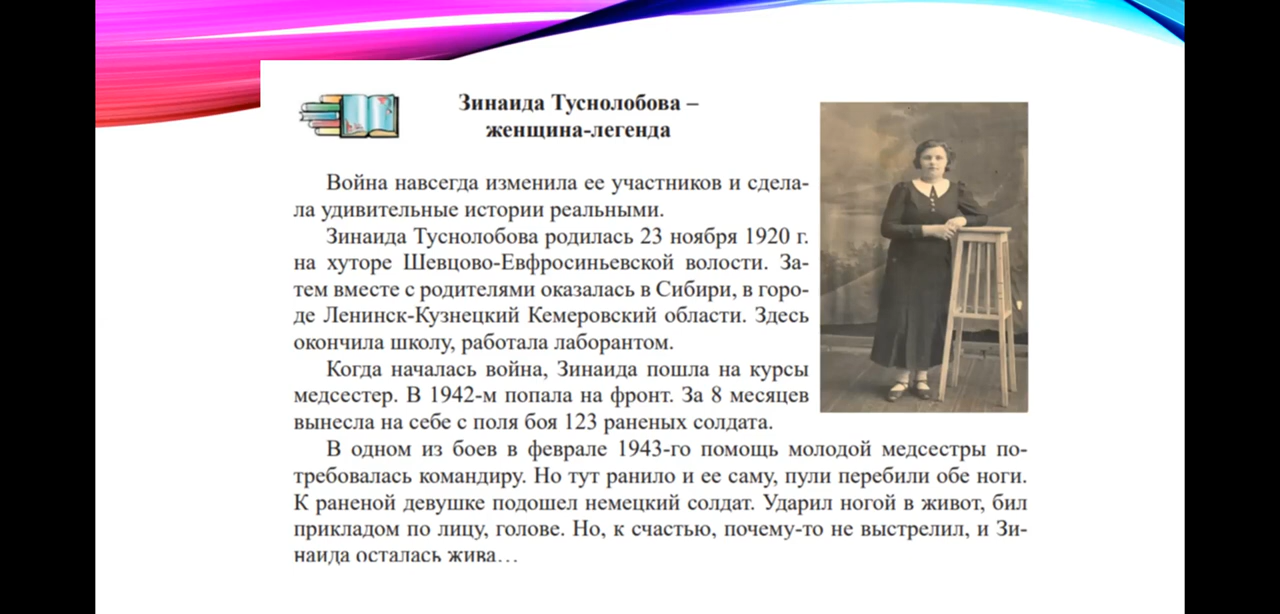 Зинаида Туснолобова –
женщина-легенда
Война навсегда изменила ее участников и сдела-
ла удивительные истории реальными.
Зинаида Туснолобова родилась 23 ноября 1920 г.
на хуторе Шевцово-Евфросиньевской волости. За-
тем вместе с родителями оказалась в Сибири, в горо-
де Ленинск-Кузнецкий Кемеровский области. Здесь
окончила школу, работала лаборантом.
Когда началась война, Зинаида пошла на курсы
медсестер. В 1942-м попала на фронт. За 8 месяцев
вынесла на себе с поля боя 123 раненых солдата.
В одном из боев в феврале 1943-го помощь молодой медсестры по-
требовалась командиру. Но тут ранило и ее саму, пули перебили обе ноги.
К раненой девушке подошел немецкий солдат. Ударил ногой в живот, бил
прикладом по лицу, голове. Но, к счастью, почему-то не выстрелил, и Зи-
наида осталась жива…